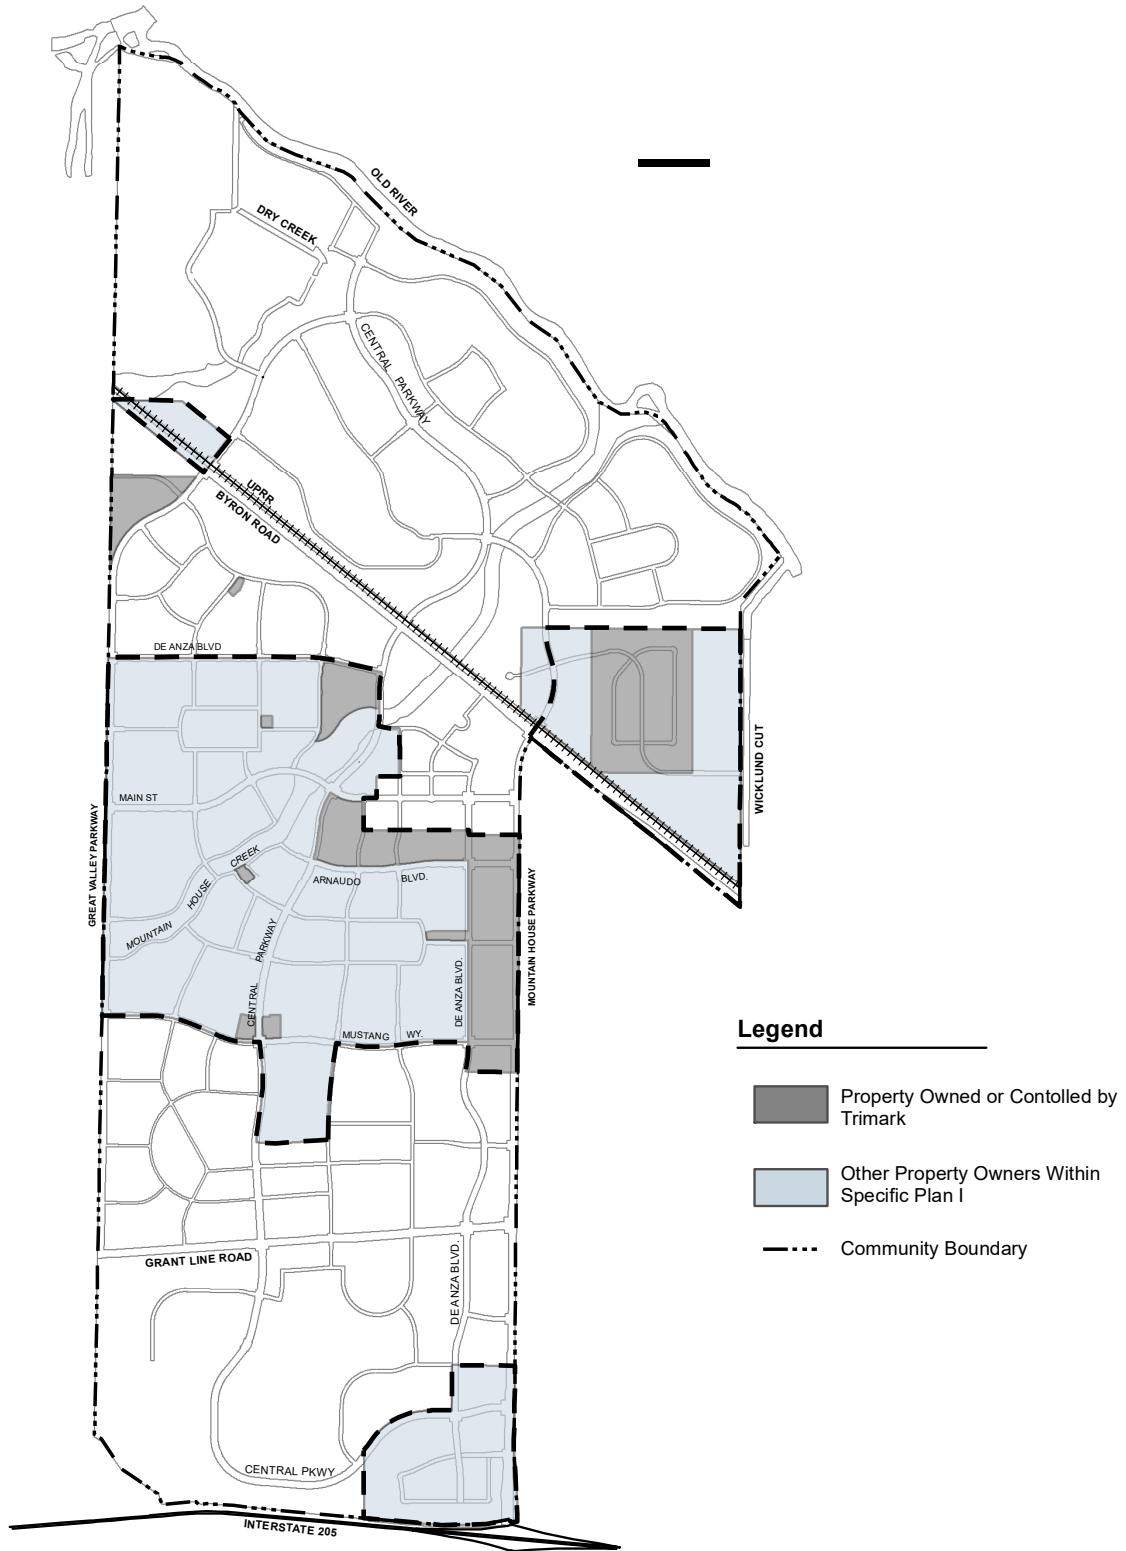 OLD RIVER
DRY CREEK
CENTRAL PARKWAY
UPRR
BYRON ROAD
DE ANZA BLVD
WICKLUND CUT
MAIN ST
GREAT VALLEY PARKWAY
MOUNTAIN HOUSE CREEK
ARNAUDO BLVD.
MOUNTAIN HOUSE PARKWAY
CENTRAL PARKWAY
DE ANZA BLVD.
MUSTANG WY.
Legend
Property Owned or Contolled by
Trimark
Other Property Owners Within
Specific Plan I
Community Boundary
GRANT LINE ROAD
DE ANZA BLVD.
CENTRAL PKWY
INTERSTATE 205